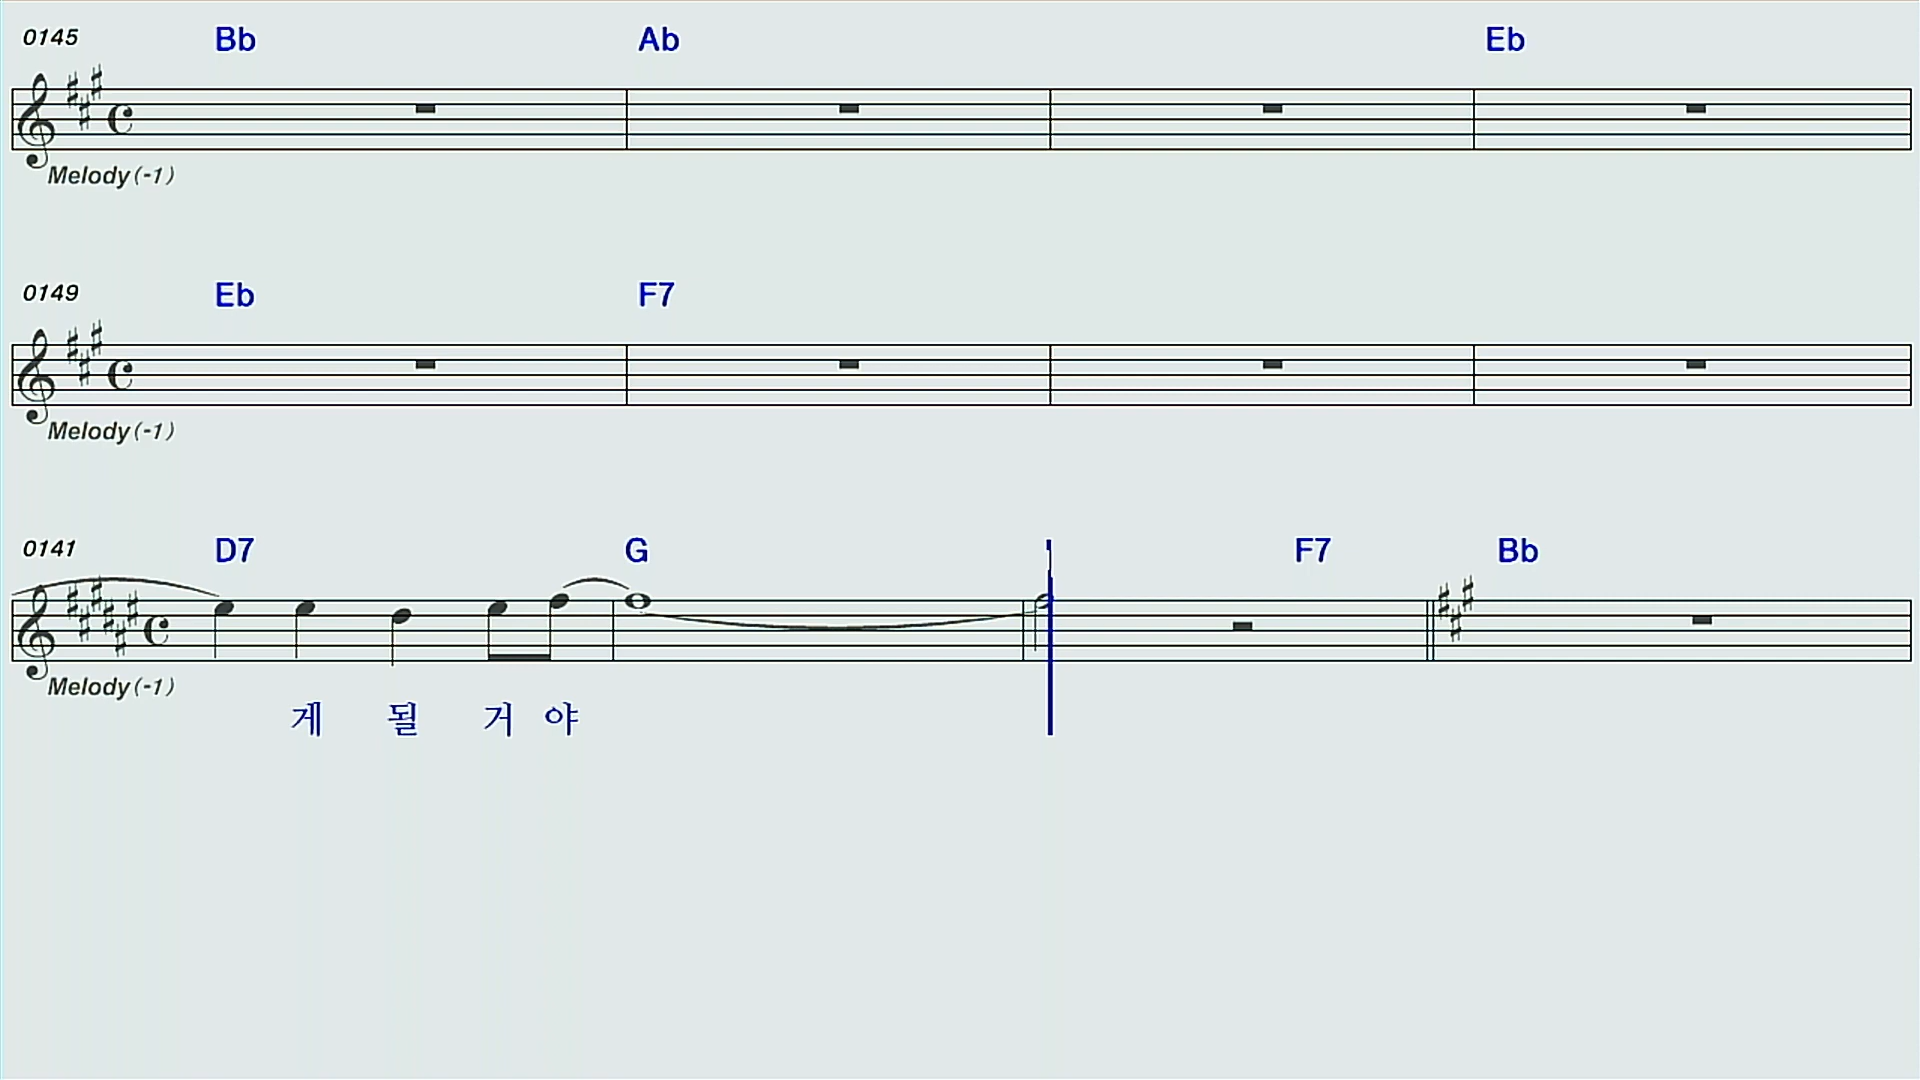 0145 Bb Ab Eb
Melody(-1)
0149 Eb F7
Melody(-1)
0141 D7 G F7 Bb
Melody(-1)
게 될 거 야